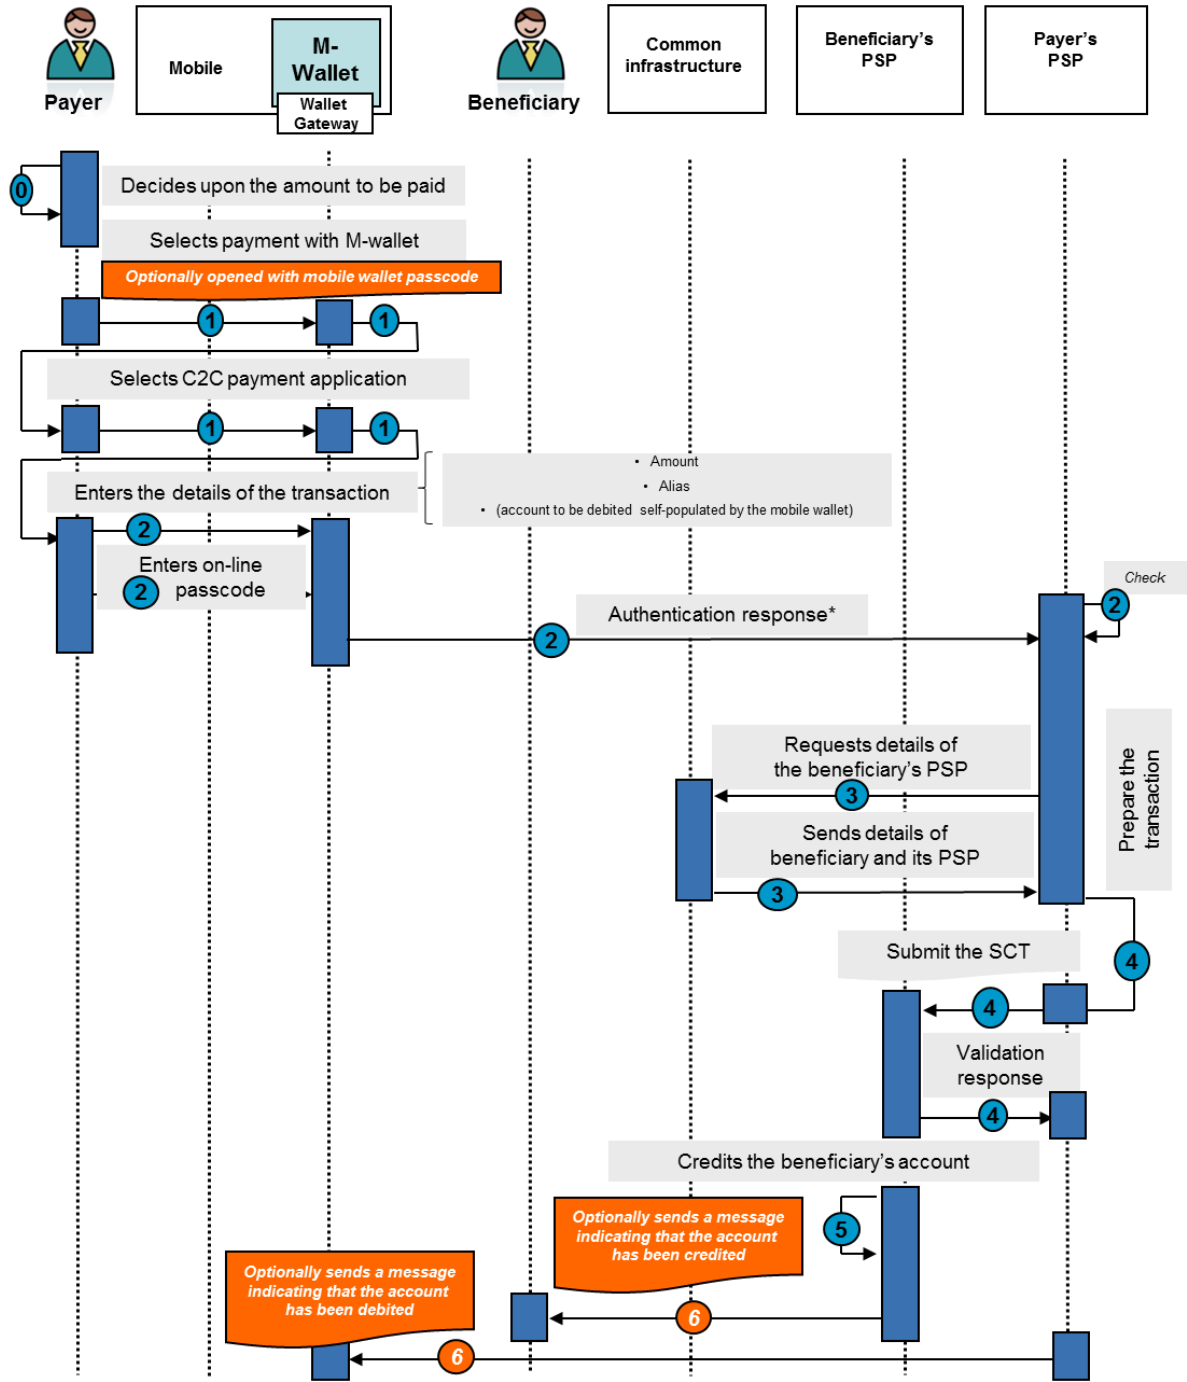 Payer
Mobile
M-
Wallet
Wallet
Gateway
Beneficiary
Common
infrastructure
Beneficiary's
PSP
Payer's
PSP
0
Decides upon the amount to be paid
Selects payment with M-wallet
Optionally opened with mobile wallet passcode
1
1
Selects C2C payment application
1
1
Enters the details of the transaction
• Amount
• Alias
• (account to be debited self-populated by the mobile wallet)
2
Enters on-line
passcode
2
Check
2
Authentication response*
2
Requests details of
the beneficiary's PSP
3
Sends details of
beneficiary and its PSP
3
Prepare the
transaction
Submit the SCT
4
4
Validation
response
4
Credits the beneficiary's account
5
Optionally sends a message
indicating that the account
has been credited
6
Optionally sends a message
indicating that the account
has been debited
6